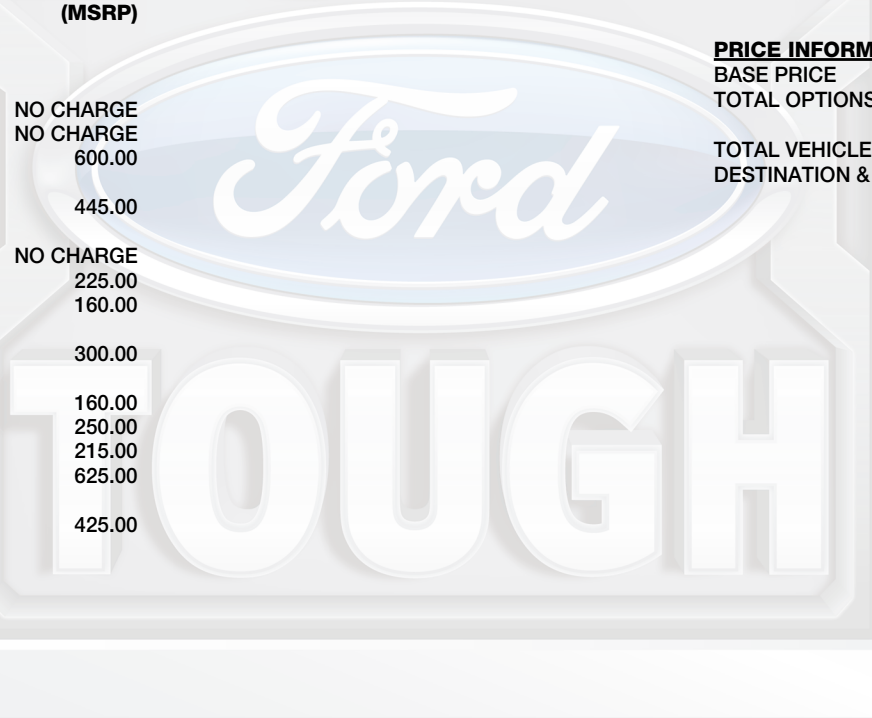 (MSRP)
NO CHARGE
NO CHARGE
600.00
445.00
NO CHARGE
225.00
160.00
300.00
160.00
250.00
215.00
625.00
425.00
PRICE INFORM
BASE PRICE
TOTAL OPTIONS
TOTAL VEHICLE
DESTINATION &
Ford
TOUGH